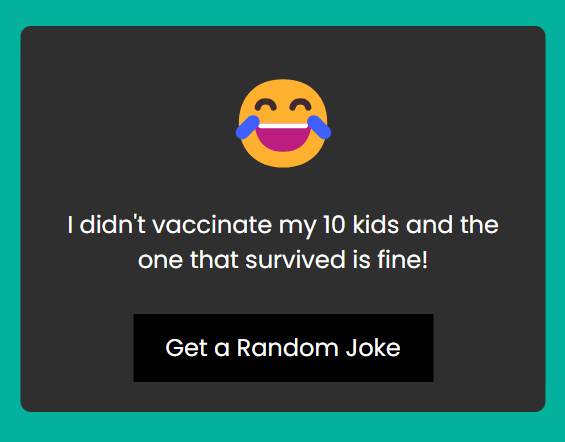 I didn't vaccinate my 10 kids and the
one that survived is fine!
Get a Random Joke